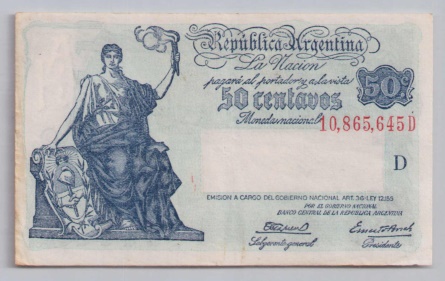 República Argentina
La Nacion
pagará al portador y a la vista
50 centavos
50
Moneda nacional
10,865,645D
D
EMISION A CARGO DEL GOBIERNO NACIONAL ART. 36-LEY 12.155
POR EL GOBIERNO NACIONAL
BANCO CENTRAL DE LA REPUBLICA ARGENTINA
Subgerente general Presidente